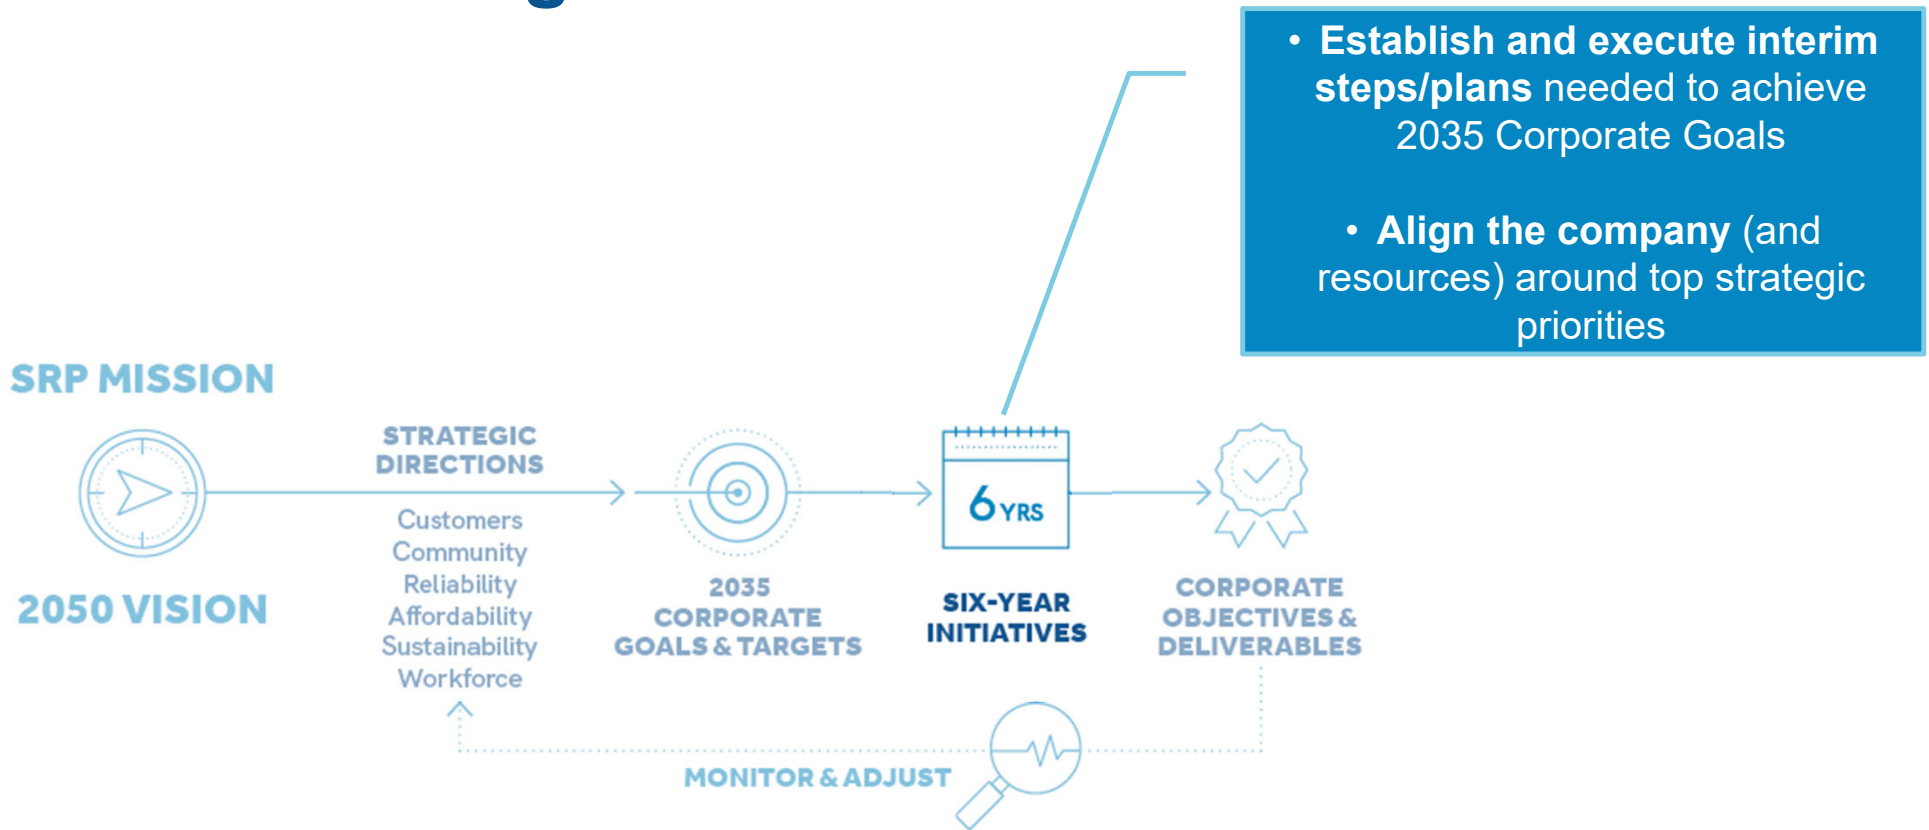 • Establish and execute interim
steps/plans needed to achieve
2035 Corporate Goals
• Align the company (and
resources) around top strategic
priorities
SRP MISSION
2050 VISION
STRATEGIC
DIRECTIONS
Customers
Community
Reliability
Affordability
Sustainability
Workforce
2035
CORPORATE
GOALS & TARGETS
6 YRS
SIX-YEAR
INITIATIVES
CORPORATE
OBJECTIVES &
DELIVERABLES
MONITOR & ADJUST